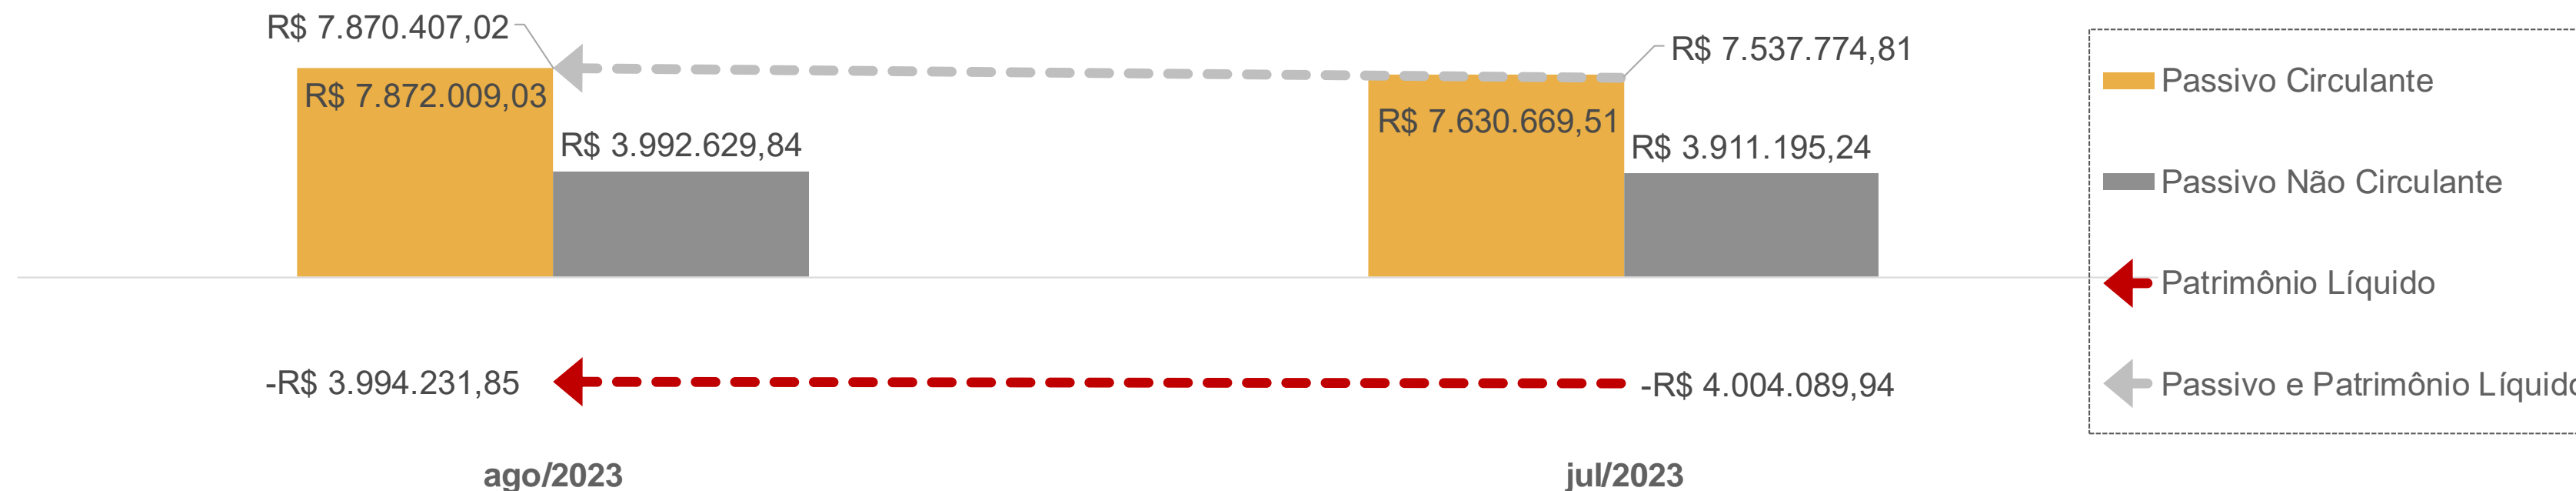 R$ 7.870.407,02
R$ 7.537.774,81
R$ 7.872.009,03
R$ 7.630.669,51
R$ 3.992.629,84
R$ 3.911.195,24
-R$ 3.994.231,85
-R$ 4.004.089,94
ago/2023
jul/2023
Passivo Circulante
Passivo Não Circulante
Patrimônio Líquido
Passivo e Patrimônio Líquido